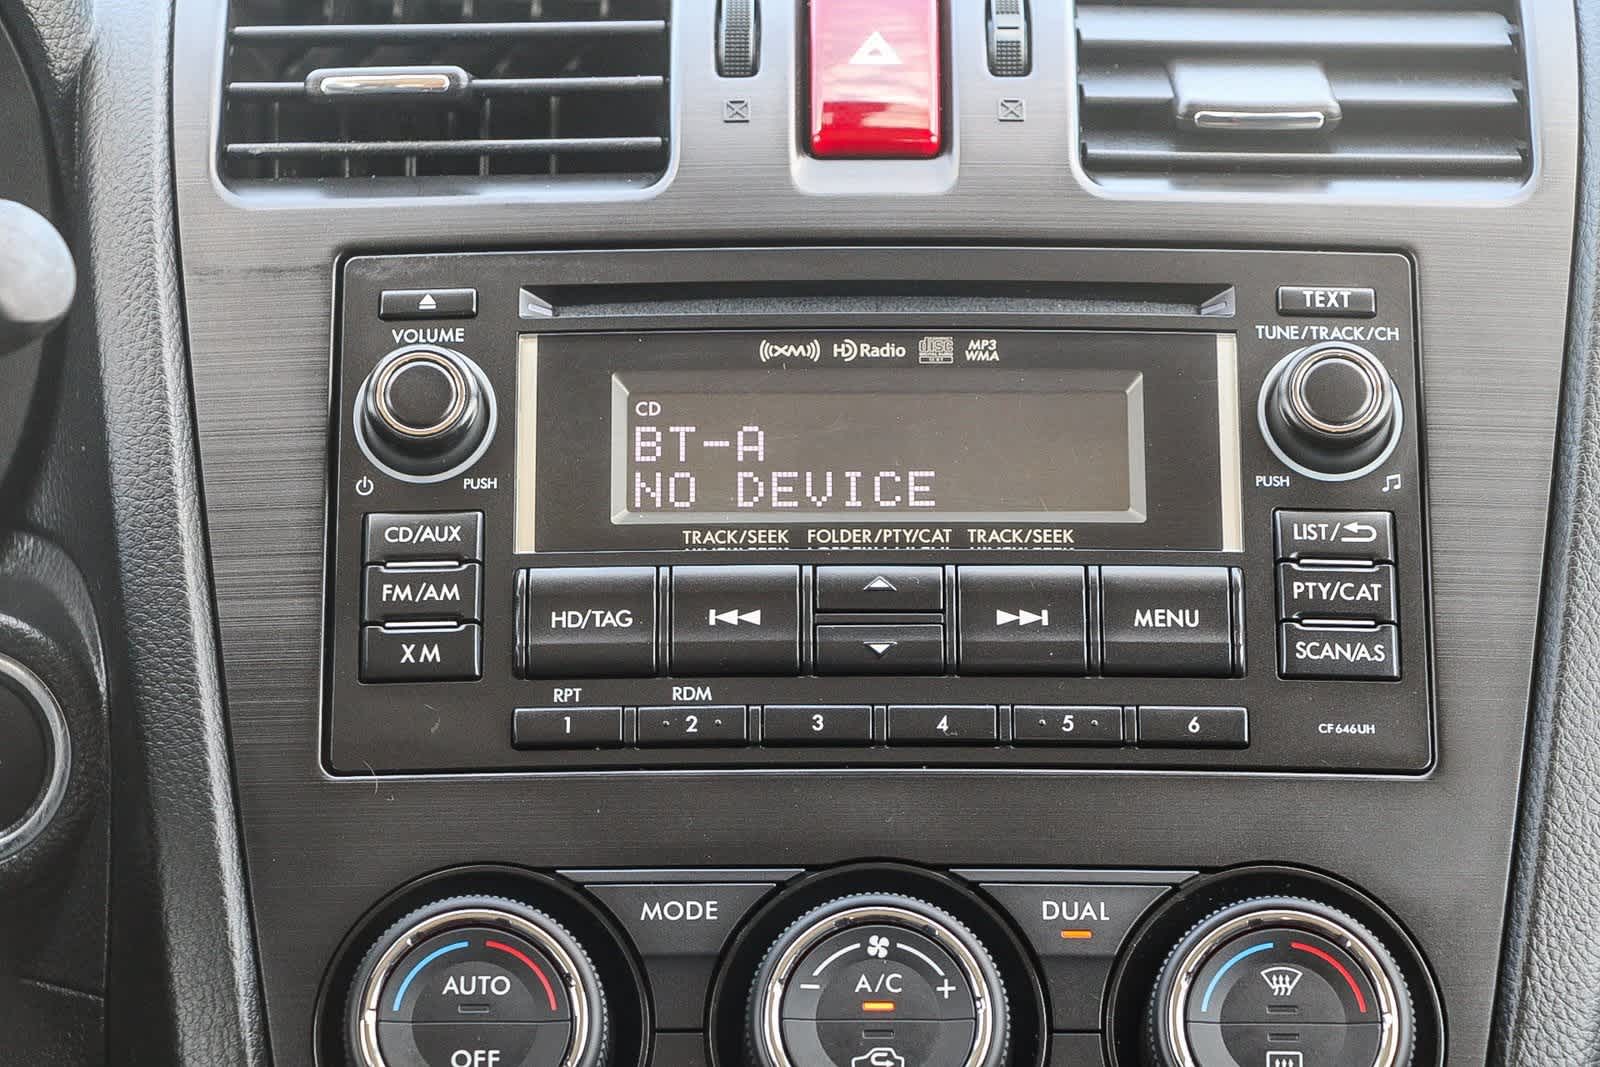 TEXT
VOLUME
TUNE/TRACK/CH
((XM)) HD Radio disc MP3
WMA
CD
BT-A
NO DEVICE
PUSH
PUSH
TRACK/SEEK FOLDER/PTY/CAT TRACK/SEEK
CD/AUX
LIST/
FM/AM
PTY/CAT
HD/TAG
MENU
XM
SCAN/A.S
RPT RDM
1 2 3 4 5 6
CF646UH
MODE
DUAL
AUTO
A/C
- +
OFF